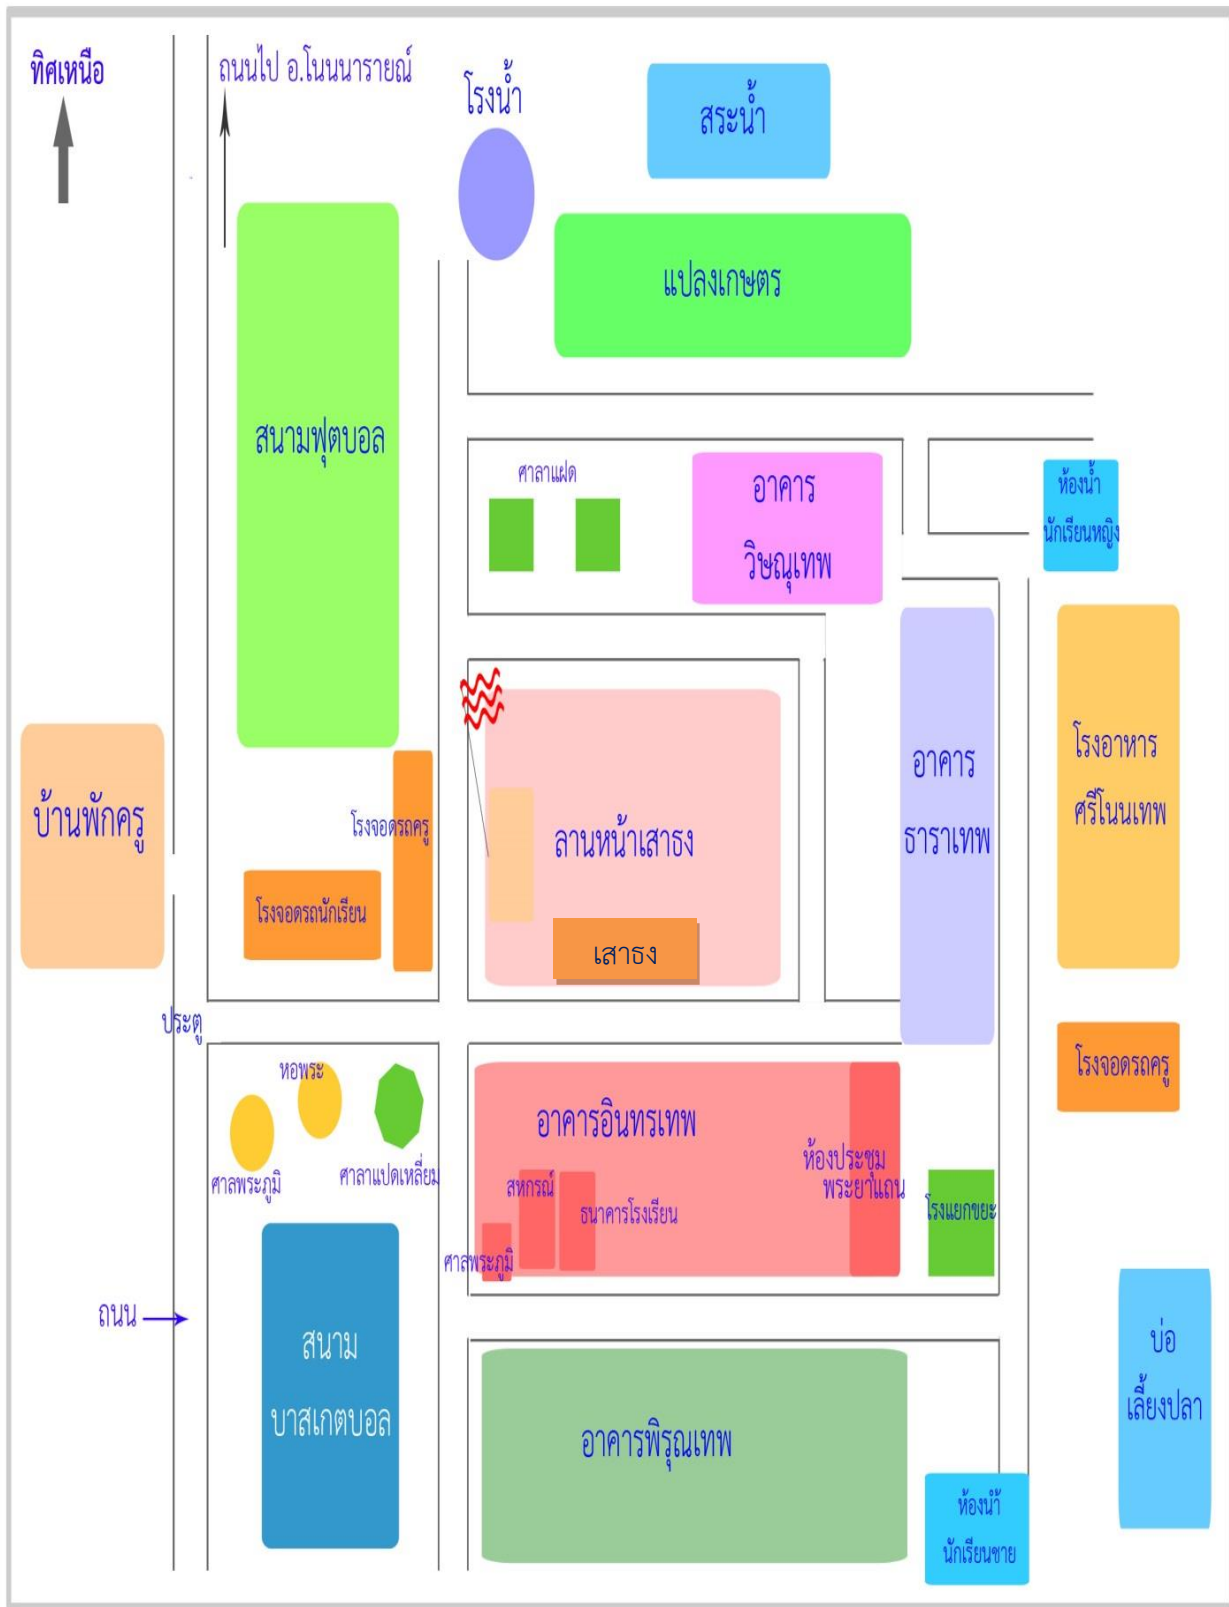 ทิศเหนือ
ถนนไป อ.โนนนารายณ์
โรงน้ำ
สระน้ำ
แปลงเกษตร
สนามฟุตบอล
ศาลาแฝด
อาคาร
วิษณุเทพ
ห้องน้ำ
นักเรียนหญิง
บ้านพักครู
โรงจอดรถครู
โรงจอดรถนักเรียน
ลานหน้าเสาธง
เสาธง
อาคาร
ธาราเทพ
โรงอาหาร
ศรีโนนเทพ
ประตู
โรงจอดรถครู
หอพระ
ศาลพระภูมิ
ศาลาแปดเหลี่ยม
อาคารอินทรเทพ
ห้องประชุม
พระยาแถน
สหกรณ์
ธนาคารโรงเรียน
ศาลพระภูมิ
โรงแยกขยะ
ถนน
สนาม
บาสเกตบอล
อาคารพิรุณเทพ
บ่อ
เลี้ยงปลา
ห้องน้ำ
นักเรียนชาย